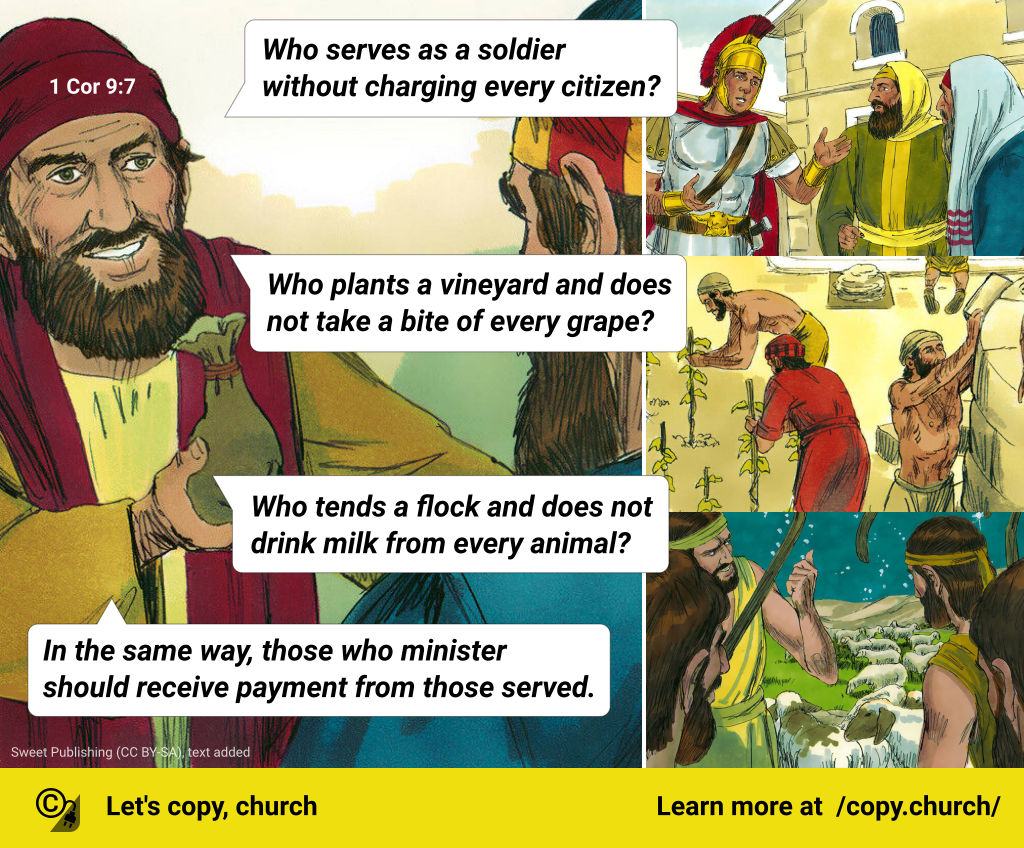 1 Cor 9:7
Who serves as a soldier
without charging every citizen?
Who plants a vineyard and does
not take a bite of every grape?
Who tends a flock and does not
drink milk from every animal?
In the same way, those who minister
should receive payment from those served.
Sweet Publishing (CC BY-SA), text added
© Let's copy, church
Learn more at /copy.church/